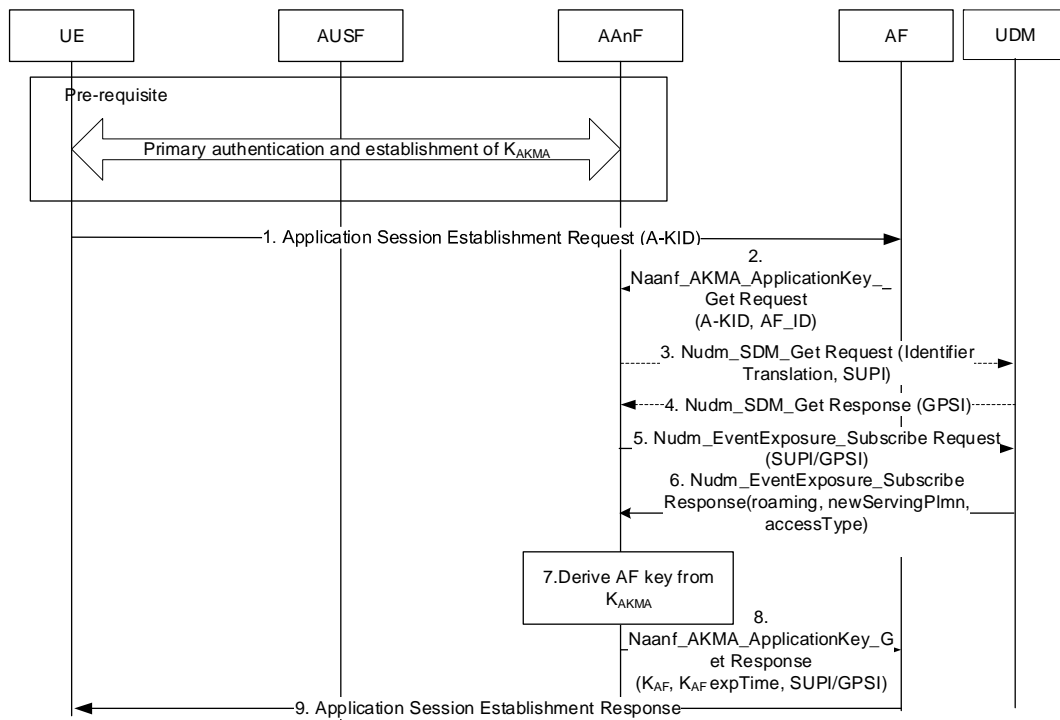 UE
AUSF
AAnF
AF
UDM
Pre-requisite
Primary authentication and establishment of KAKMA
1. Application Session Establishment Request (A-KID)
2.
Naanf_AKMA_ApplicationKey_
Get Request
(A-KID, AF_ID)
3. Nudm_SDM_Get Request (Identifier
Translation, SUPI)
4. Nudm_SDM_Get Response (GPSI)
5. Nudm_EventExposure_Subscribe Request
(SUPI/GPSI)
6. Nudm_EventExposure_Subscribe
Response(roaming, newServingPlmn,
accessType)
7.Derive AF key from
KAKMA
8.
Naanf_AKMA_ApplicationKey_G
et Response
(KAF, KAF expTime, SUPI/GPSI)
9. Application Session Establishment Response